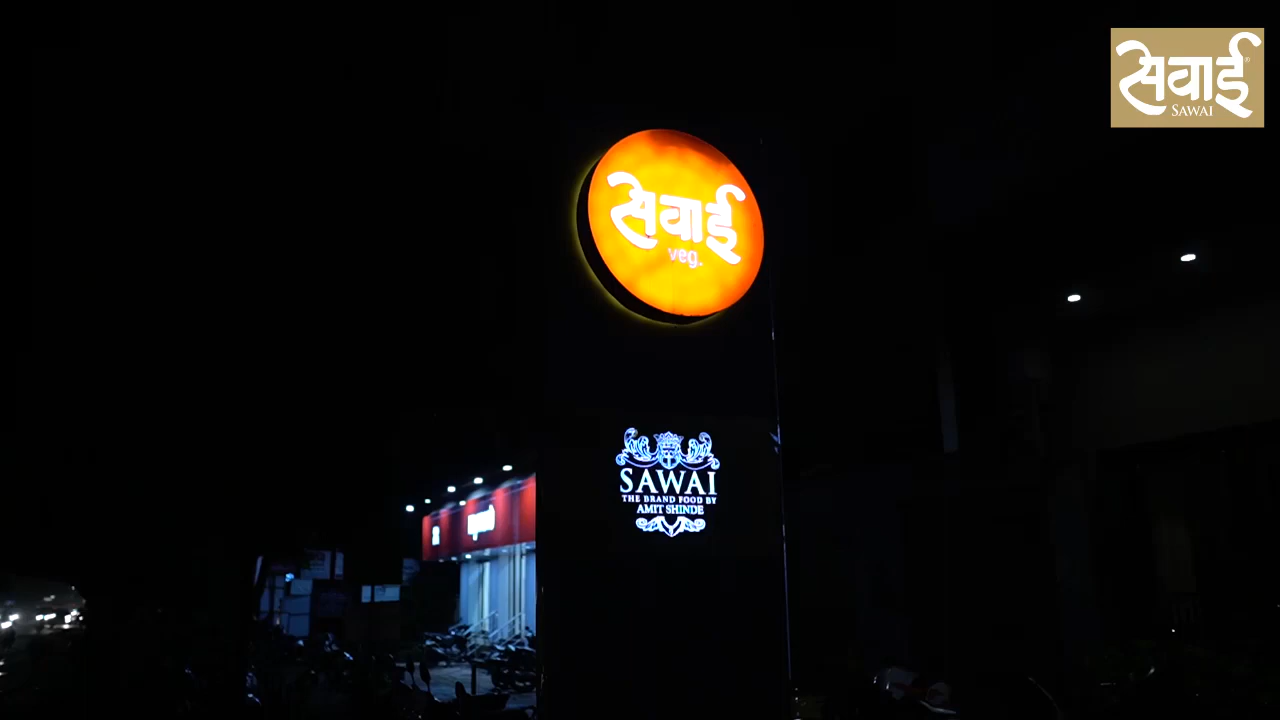 सवाई
SAWAI
सवाई
veg.
SAWAI
THE BRAND FOOD BY
AMIT SHINDE